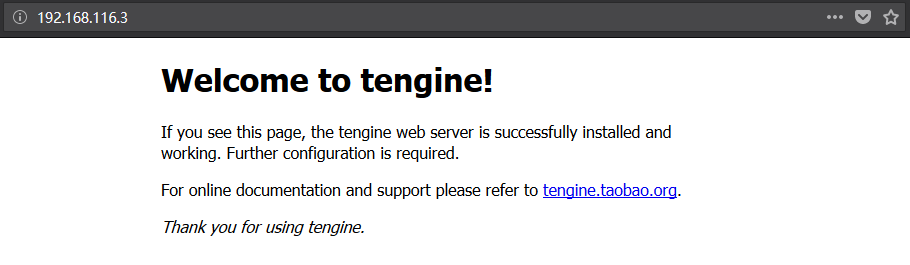 192.168.116.3
Welcome to tengine!
If you see this page, the tengine web server is successfully installed and
working. Further configuration is required.
For online documentation and support please refer to tengine.taobao.org.
Thank you for using tengine.